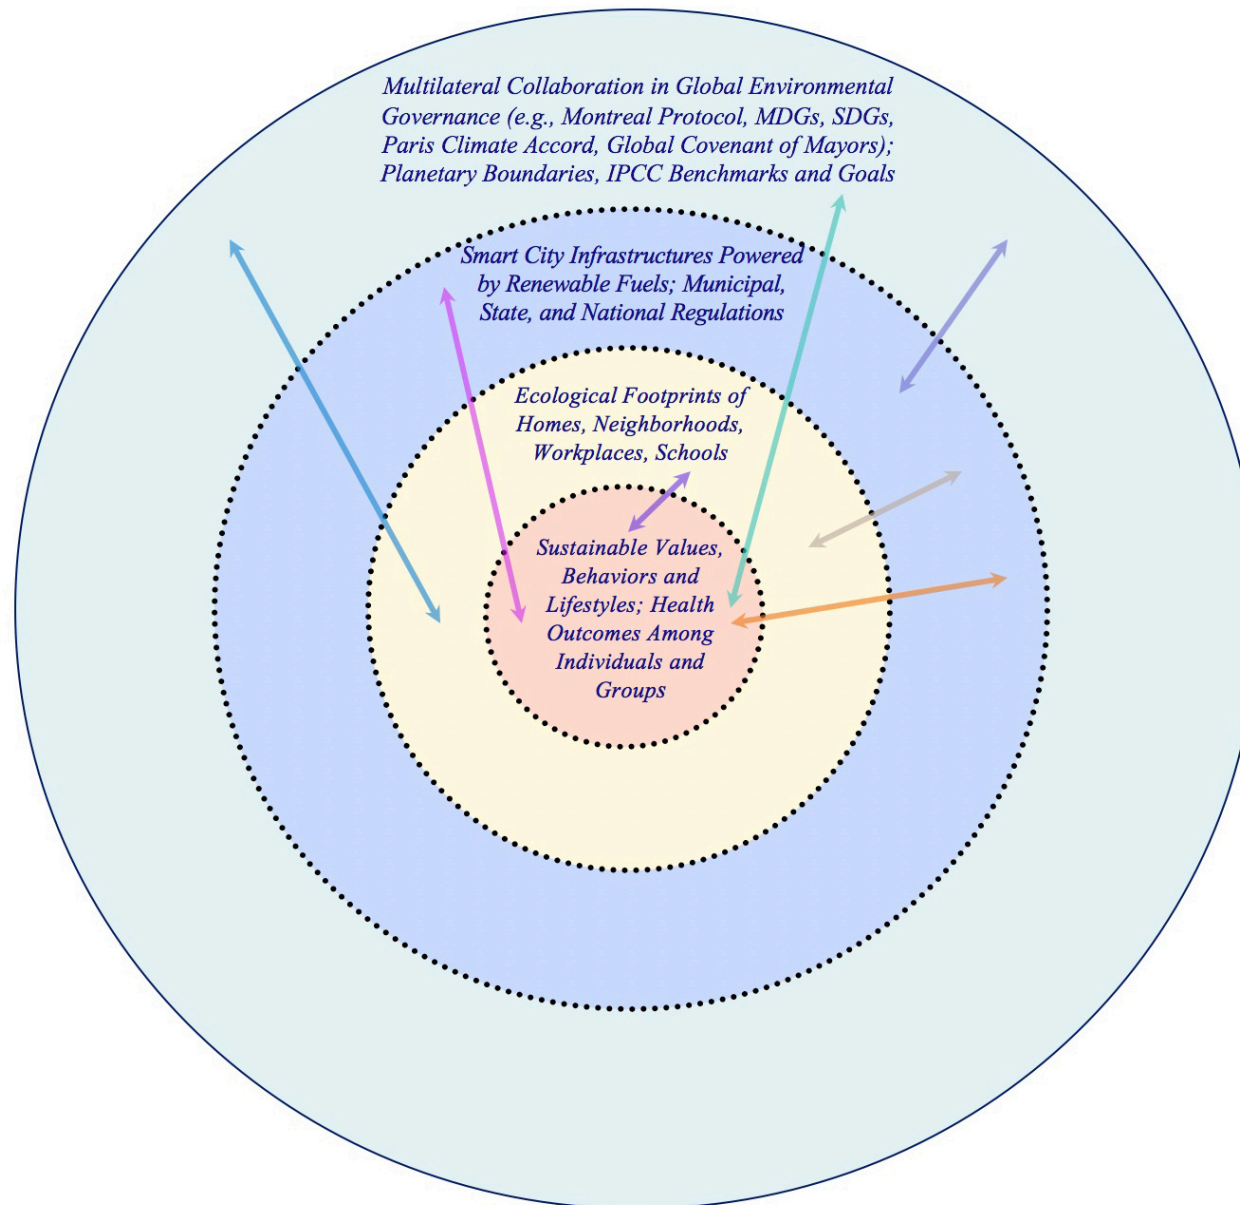 Multilateral Collaboration in Global Environmental
Governance (e.g., Montreal Protocol, MDGs, SDGs,
Paris Climate Accord, Global Covenant of Mayors);
Planetary Boundaries, IPCC Benchmarks and Goals
Smart City Infrastructures Powered
by Renewable Fuels; Municipal,
State, and National Regulations
Ecological Footprints of
Homes, Neighborhoods,
Workplaces, Schools
Sustainable Values,
Behaviors and
Lifestyles; Health
Outcomes Among
Individuals and
Groups